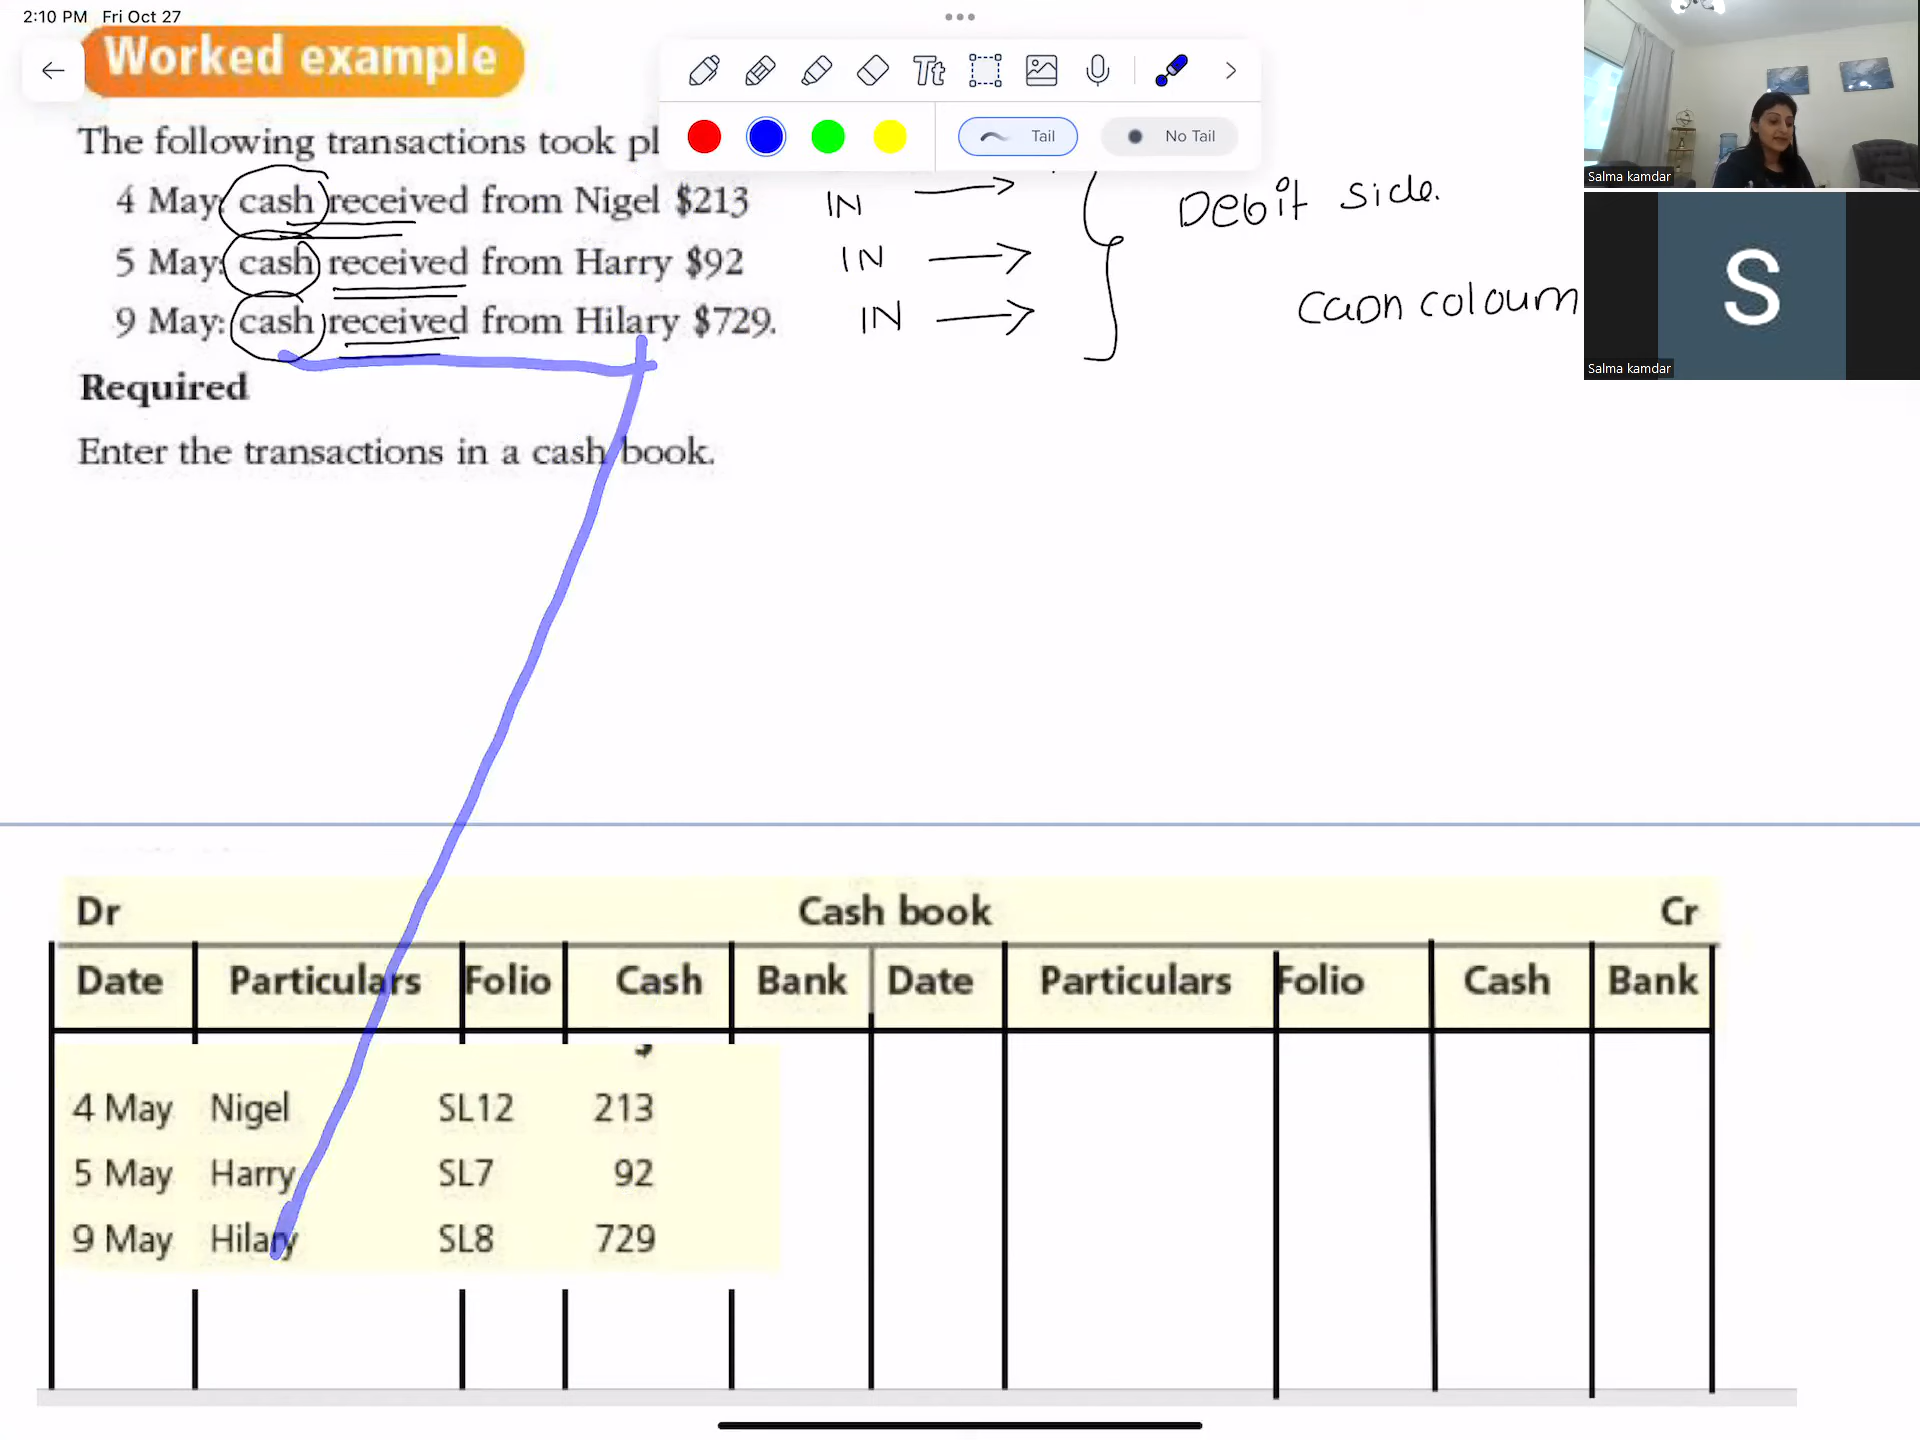 2:10 PM Fri Oct 27
Worked example
Tt
The following transactions took pl
Tail
No Tail
Salma kamdar
4 May: cash received from Nigel $213
IN
Debit side.
5 May: cash received from Harry $92
IN
S
9 May: cash received from Hilary $729.
IN
Cash coloum
Salma kamdar
Required
Enter the transactions in a cash book.
Dr Cash book Cr
Date Particulars Folio Cash Bank Date Particulars Folio Cash Bank
4 May Nigel SL12 213
5 May Harry SL7 92
9 May Hilary SL8 729